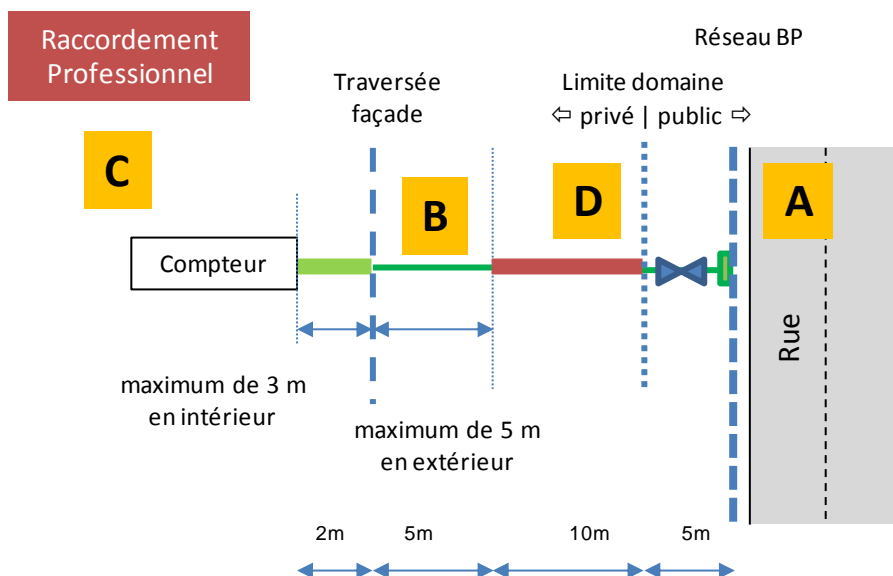 Raccordement
Professionnel
Réseau BP
Traversée
façade
Limite domaine
⇦ privé | public ⇨
C
B
D
A
Compteur
Rue
maximum de 3 m
en intérieur
maximum de 5 m
en extérieur
2m
5m
10m
5m